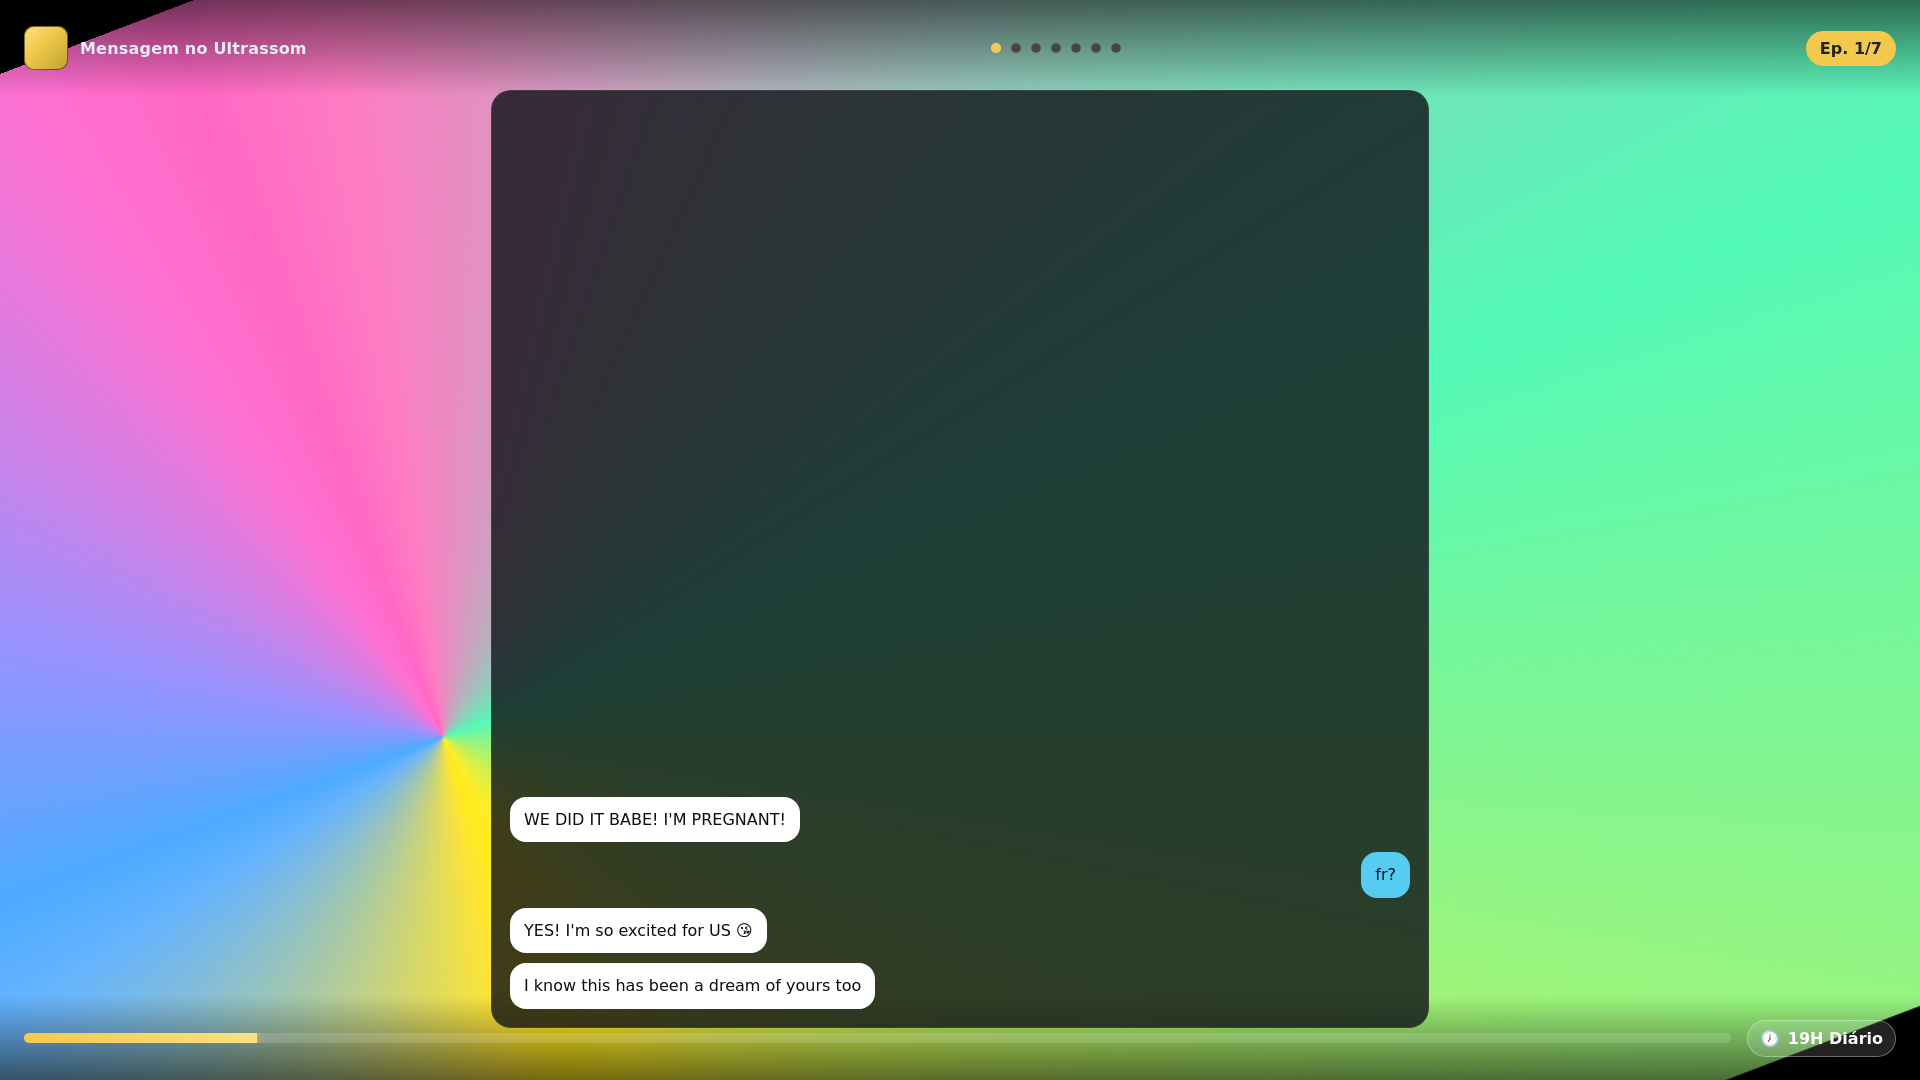 Mensagem no Ultrassom
Ep. 1/7
WE DID IT BABE! I'M PREGNANT!
fr?
YES! I'm so excited for US 😘
I know this has been a dream of yours too
19H Diário